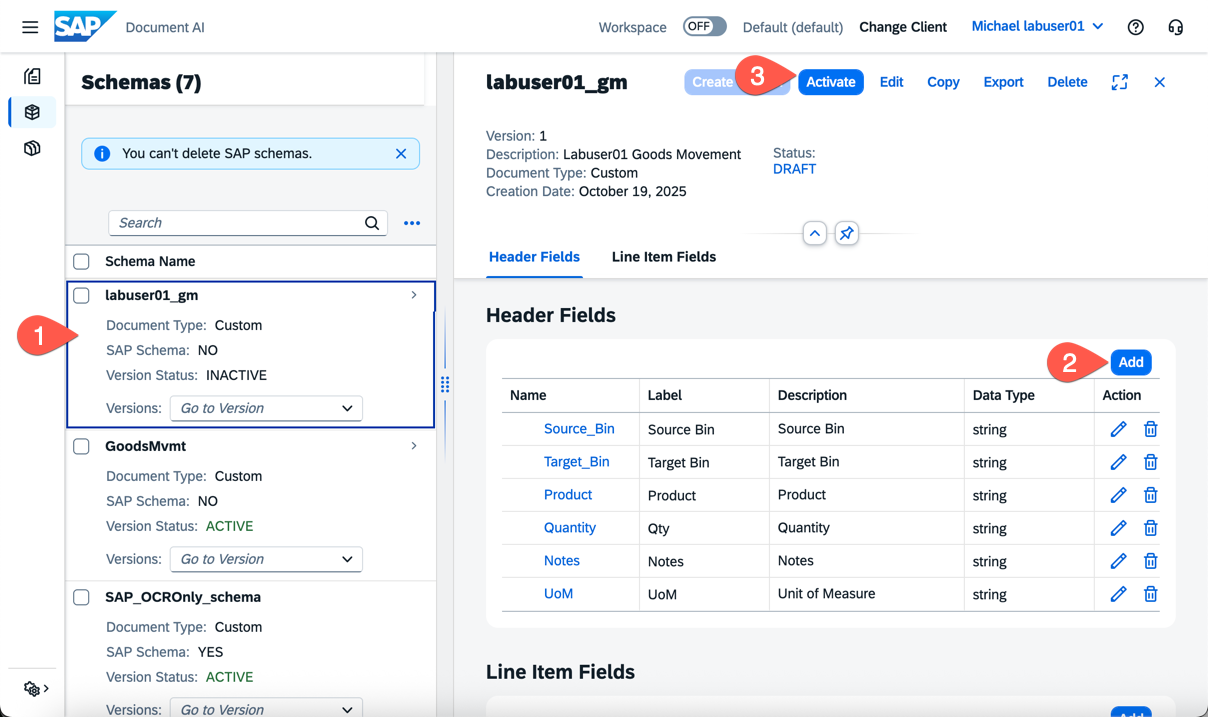 SAP Document AI Workspace OFF Default (default) Change Client Michael labuser01
Schemas (7)
You can't delete SAP schemas.
Search
Schema Name
1
labuser01_gm
Document Type: Custom
SAP Schema: NO
Version Status: INACTIVE
Versions: Go to Version
GoodsMvmt
Document Type: Custom
SAP Schema: NO
Version Status: ACTIVE
Versions: Go to Version
SAP_OCROnly_schema
Document Type: Custom
SAP Schema: YES
Version Status: ACTIVE
Versions: Go to Version
labuser01_gm Create 3 Activate Edit Copy Export Delete
Version: 1
Description: Labuser01 Goods Movement
Document Type: Custom
Creation Date: October 19, 2025
Status:
DRAFT
Header Fields Line Item Fields
Header Fields
2 Add
Name Label Description Data Type Action
Source_Bin Source Bin Source Bin string
Target_Bin Target Bin Target Bin string
Product Product Product string
Quantity Qty Quantity string
Notes Notes Notes string
UoM UoM Unit of Measure string
Line Item Fields
Add